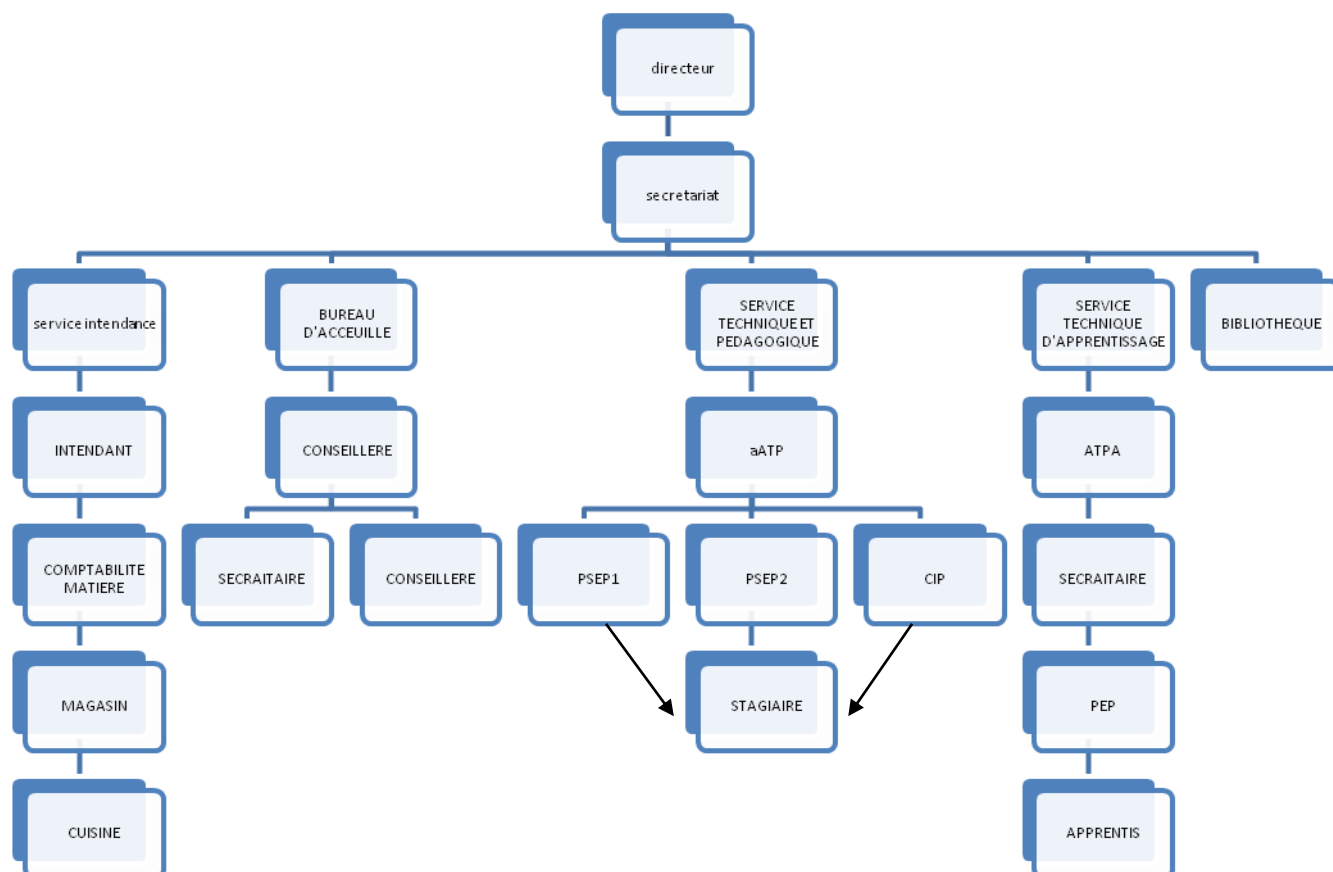 directeur
secretariat
service intendance
BUREAU
D'ACCEUILLE
SERVICE
TECHNIQUE ET
PEDAGOGIQUE
SERVICE
TECHNIQUE
D'APPRENTISSAGE
BIBLIOTHEQUE
INTENDANT
CONSEILLERE
aATP
ATPA
COMPTABILITE
MATIERE
SECRAITAIRE
CONSEILLERE
PSEP1
PSEP2
CIP
SECRAITAIRE
MAGASIN
STAGIAIRE
PEP
CUISINE
APPRENTIS